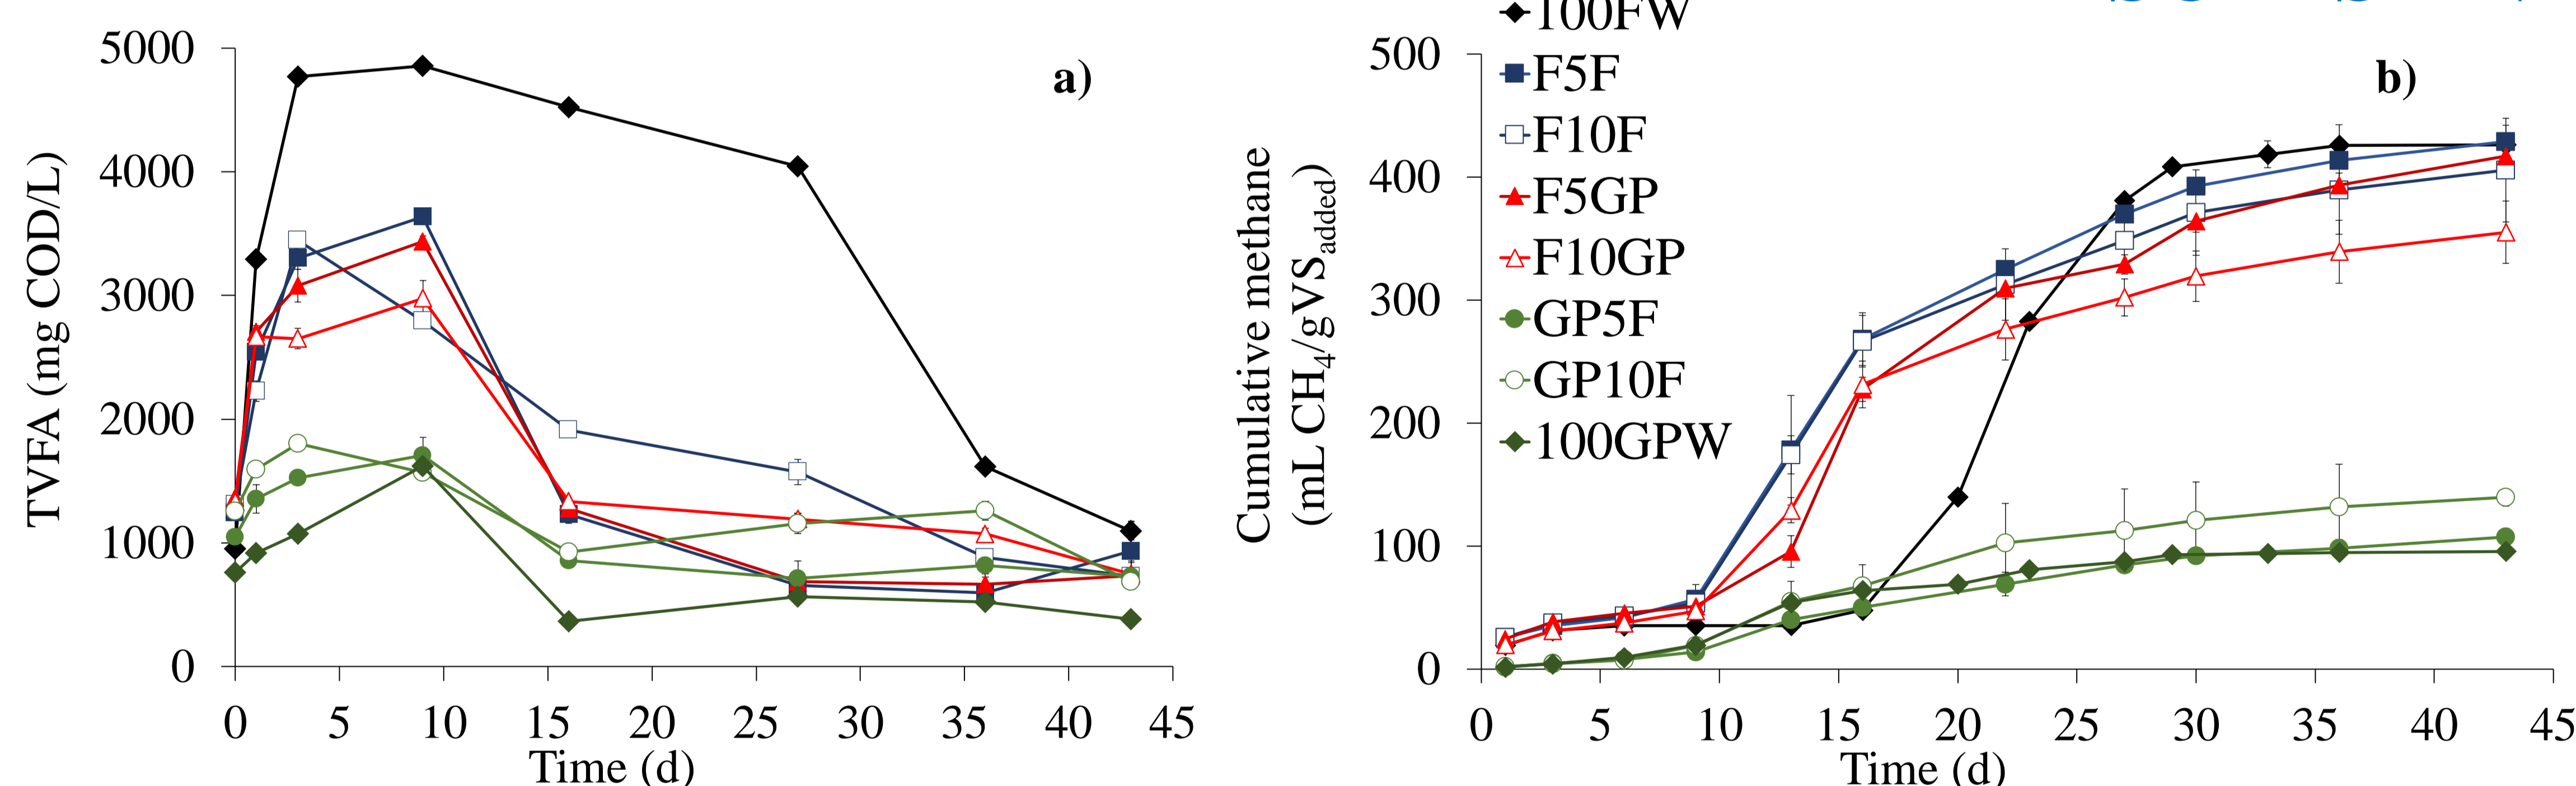 5000
4000
3000
2000
1000
0
TVFA (mg COD/L)
a)
0 5 10 15 20 25 30 35 40 45
Time (d)
100FW
F5F
F10F
F5GP
F10GP
GP5F
GP10F
100GPW
500
400
300
200
100
0
Cumulative methane
(mL CH4/gVSadded)
b)
0 5 10 15 20 25 30 35 40 45
Time (d)